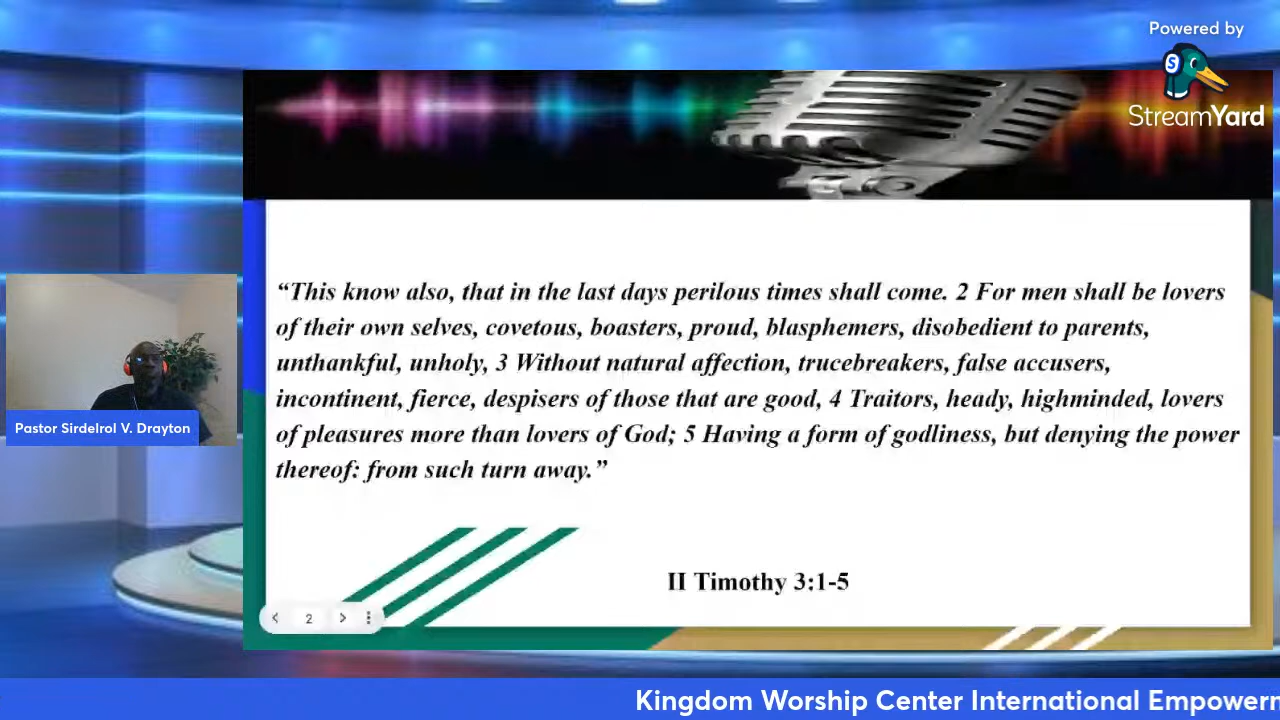 Powered by
S
StreamYard
“This know also, that in the last days perilous times shall come. 2 For men shall be lovers
of their own selves, covetous, boasters, proud, blasphemers, disobedient to parents,
unthankful, unholy, 3 Without natural affection, trucebreakers, false accusers,
incontinent, fierce, despisers of those that are good, 4 Traitors, heady, highminded, lovers
of pleasures more than lovers of God; 5 Having a form of godliness, but denying the power
thereof: from such turn away.”
II Timothy 3:1-5
2
Pastor Sirdelrol V. Drayton
Kingdom Worship Center International Empowerm